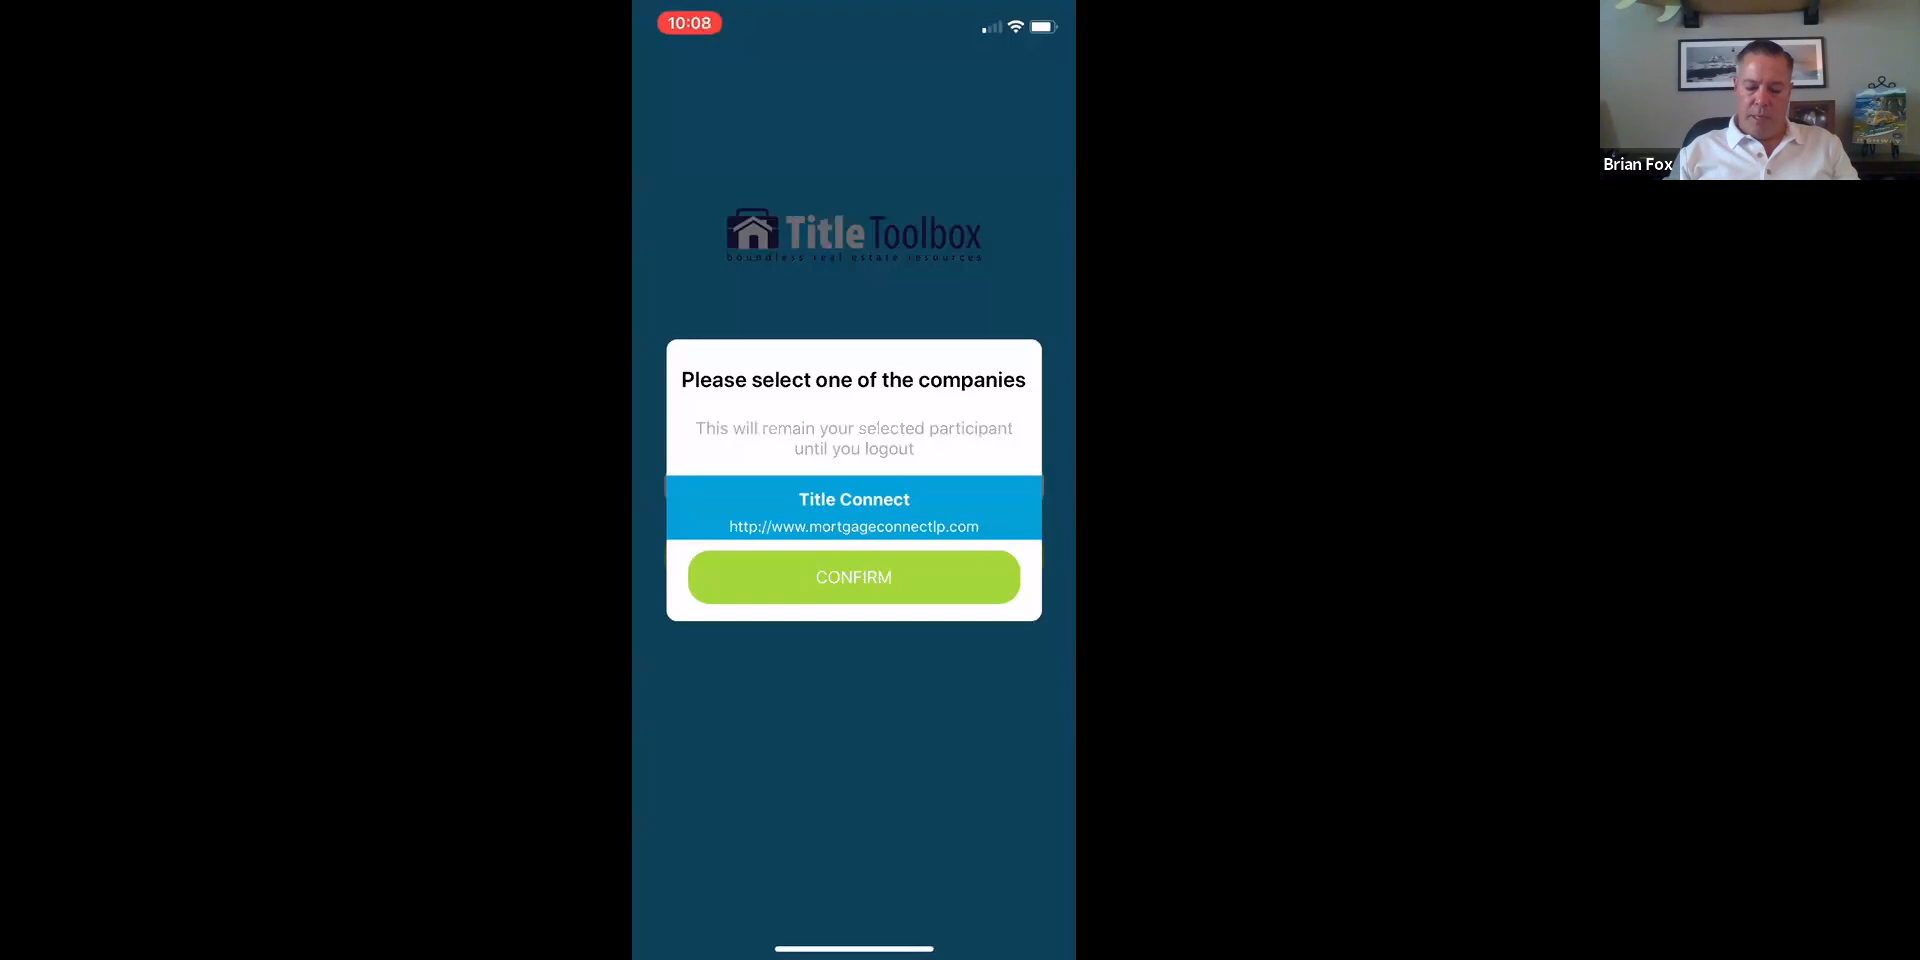 10:08
Title Toolbox
boundless real estate resources
Please select one of the companies
This will remain your selected participant
until you logout
Title Connect
http://www.mortgageconnectlp.com
CONFIRM
Brian Fox